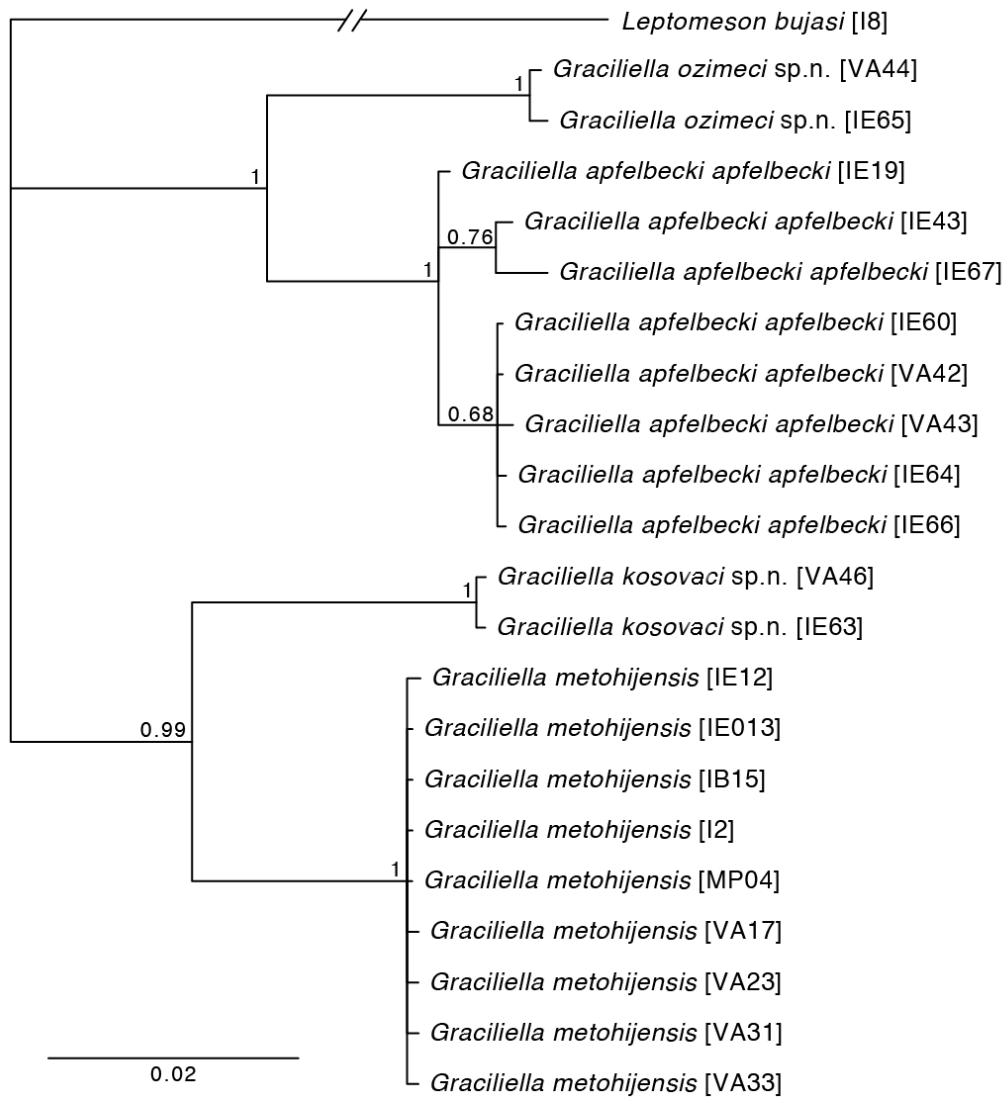 Leptomeson bujasi [I8]
Graciliella ozimeci sp.n. [VA44]
1
Graciliella ozimeci sp.n. [IE65]
1
Graciliella apfelbecki apfelbecki [IE19]
Graciliella apfelbecki apfelbecki [IE43]
0.76
1
Graciliella apfelbecki apfelbecki [IE67]
Graciliella apfelbecki apfelbecki [IE60]
Graciliella apfelbecki apfelbecki [VA42]
0.68
Graciliella apfelbecki apfelbecki [VA43]
Graciliella apfelbecki apfelbecki [IE64]
Graciliella apfelbecki apfelbecki [IE66]
Graciliella kosovaci sp.n. [VA46]
1
Graciliella kosovaci sp.n. [IE63]
Graciliella metohijensis [IE12]
0.99
Graciliella metohijensis [IE013]
Graciliella metohijensis [IB15]
Graciliella metohijensis [I2]
1
Graciliella metohijensis [MP04]
Graciliella metohijensis [VA17]
Graciliella metohijensis [VA23]
Graciliella metohijensis [VA31]
0.02
Graciliella metohijensis [VA33]